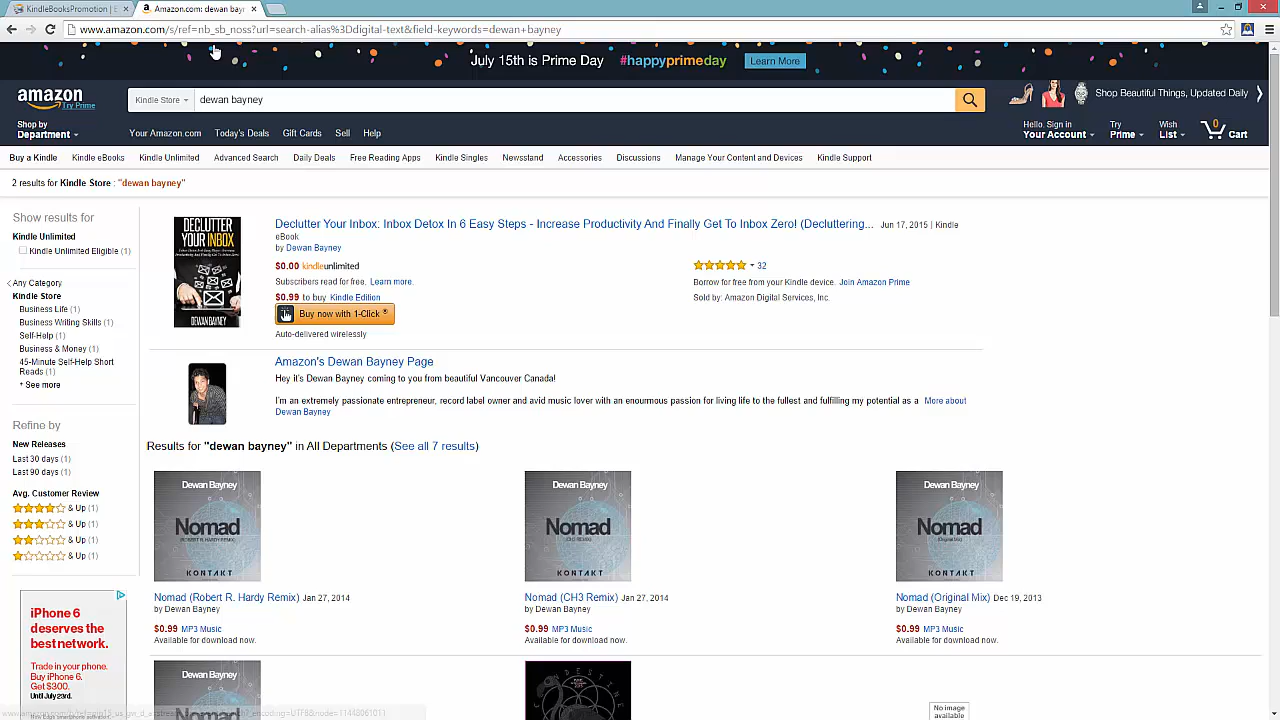 KindleBooksPromotion | E
Amazon.com: dewan bayn
www.amazon.com/s/ref=nb_sb_noss?url=search-alias%3Ddigital-text&field-keywords=dewan+bayney
July 15th is Prime Day #happyprimeday Learn More
amazon
Try Prime
Kindle Store dewan bayney
Shop Beautiful Things, Updated Daily
Shop by
Department
Your Amazon.com Today's Deals Gift Cards Sell Help
Hello, Sign in
Your Account
Try
Prime
Wish
List
0
Cart
Buy a Kindle Kindle eBooks Kindle Unlimited Advanced Search Daily Deals Free Reading Apps Kindle Singles Newsstand Accessories Discussions Manage Your Content and Devices Kindle Support
2 results for Kindle Store : "dewan bayney"
Show results for
Kindle Unlimited
Kindle Unlimited Eligible (1)
Any Category
Kindle Store
Business Life (1)
Business Writing Skills (1)
Self-Help (1)
Business & Money (1)
45-Minute Self-Help Short
Reads (1)
+ See more
Refine by
New Releases
Last 30 days (1)
Last 90 days (1)
Avg. Customer Review
& Up (1)
& Up (1)
& Up (1)
& Up (1)
iPhone 6
deserves the
best network.
Trade in your phone.
Buy iPhone 6.
Get $300.
Until July 23rd.
DECLUTTER
YOUR
INBOX
DEWAN BAYNEY
Declutter Your Inbox: Inbox Detox In 6 Easy Steps - Increase Productivity And Finally Get To Inbox Zero! (Decluttering... Jun 17, 2015 | Kindle
eBook
by Dewan Bayney
$0.00 kindleunlimited
Subscribers read for free. Learn more.
$0.99 to buy Kindle Edition
Buy now with 1-Click ®
Auto-delivered wirelessly
32
Borrow for free from your Kindle device. Join Amazon Prime
Sold by: Amazon Digital Services, Inc.
Amazon's Dewan Bayney Page
Hey it's Dewan Bayney coming to you from beautiful Vancouver Canada!
I'm an extremely passionate entrepreneur, record label owner and avid music lover with an enourmous passion for living life to the fullest and fulfilling my potential as a More about
Dewan Bayney
Results for "dewan bayney" in All Departments (See all 7 results)
Dewan Bayney
Nomad
(ROBERT R. HARDY REMIX)
KONTAKT
Nomad (Robert R. Hardy Remix) Jan 27, 2014
by Dewan Bayney
$0.99 MP3 Music
Available for download now.
Dewan Bayney
Nomad
(CH3 REMIX)
KONTAKT
Nomad (CH3 Remix) Jan 27, 2014
by Dewan Bayney
$0.99 MP3 Music
Available for download now.
Dewan Bayney
Nomad
(Original Mix)
KONTAKT
Nomad (Original Mix) Dec 19, 2013
by Dewan Bayney
$0.99 MP3 Music
Available for download now.
Dewan Bayney
Nomad
No image
available